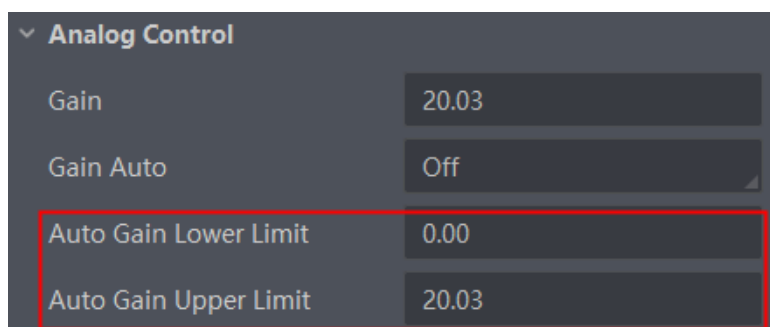 Analog Control
Gain 20.03
Gain Auto Off
Auto Gain Lower Limit 0.00
Auto Gain Upper Limit 20.03